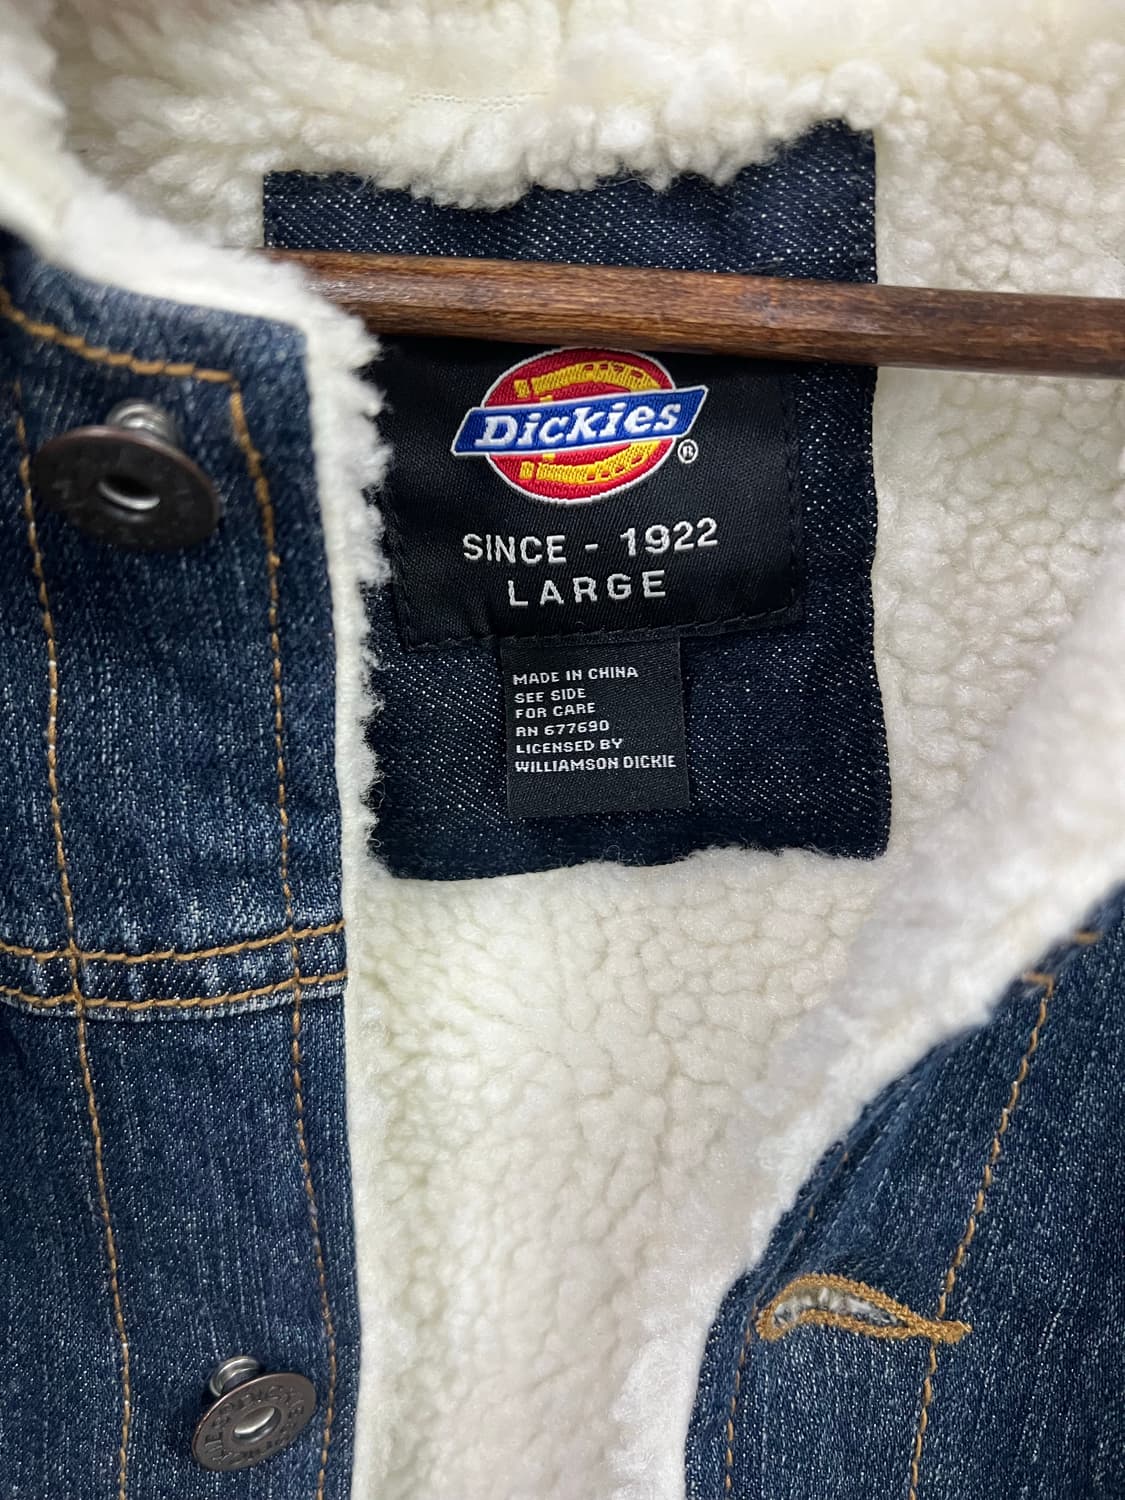 Dickies®
SINCE - 1922
LARGE
MADE IN CHINA
SEE SIDE
FOR CARE
RN 677690
LICENSED BY
WILLIAMSON DICKIE